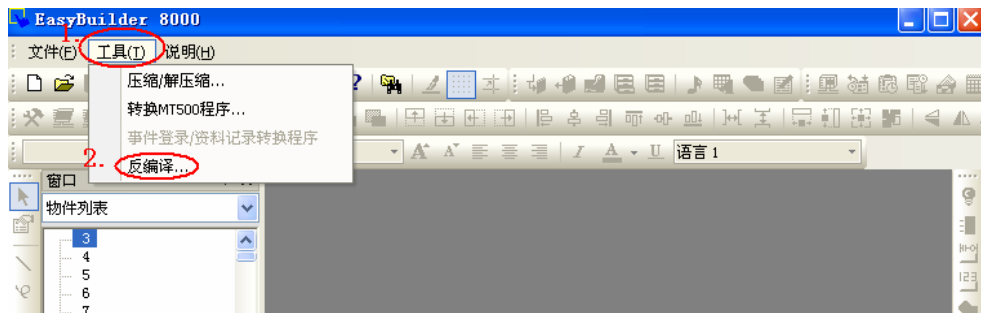 EasyBuilder 8000
1.
文件(F) 工具(T) 说明(H)
压缩/解压缩...
转换MT500程序...
事件登录/资料记录转换程序
2.
反编译...
语言 1
窗口
物件列表
3
4
5
6
7